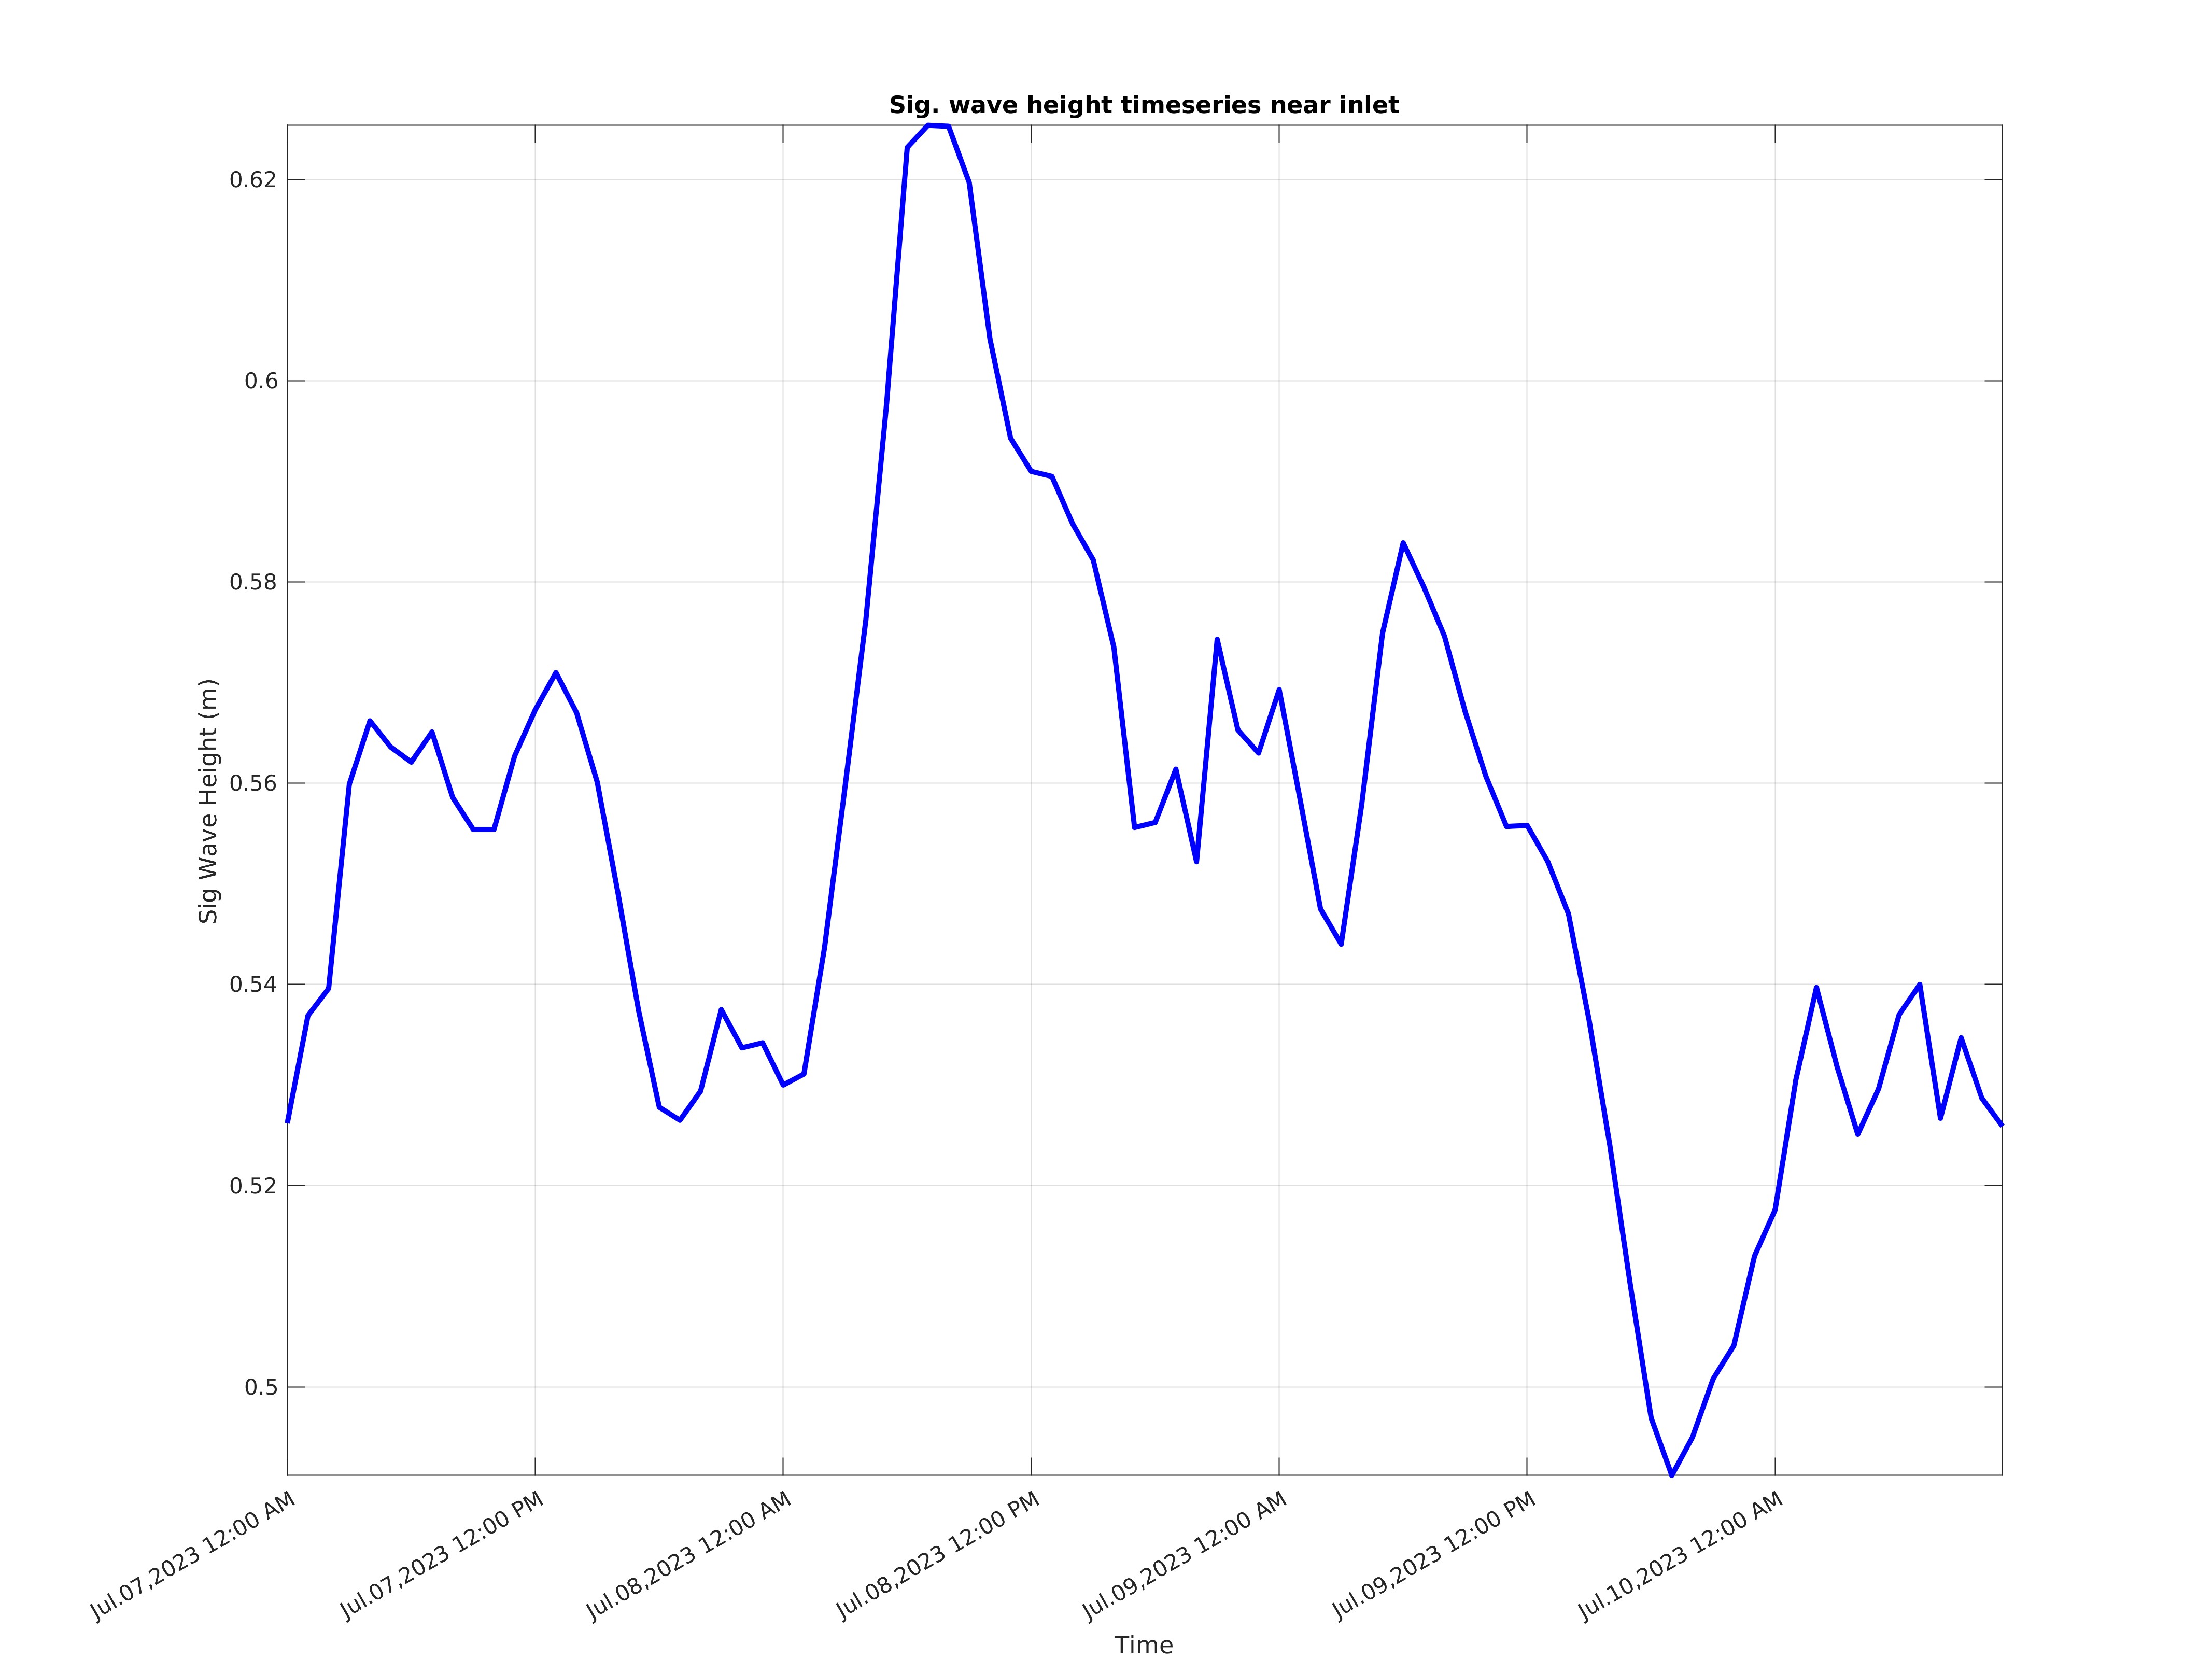 Sig. wave height timeseries near inlet
0.62
0.6
0.58
0.56
0.54
0.52
0.5
Sig Wave Height (m)
Jul.07,2023 12:00 AM
Jul.07,2023 12:00 PM
Jul.08,2023 12:00 AM
Jul.08,2023 12:00 PM
Jul.09,2023 12:00 AM
Jul.09,2023 12:00 PM
Jul.10,2023 12:00 AM
Time